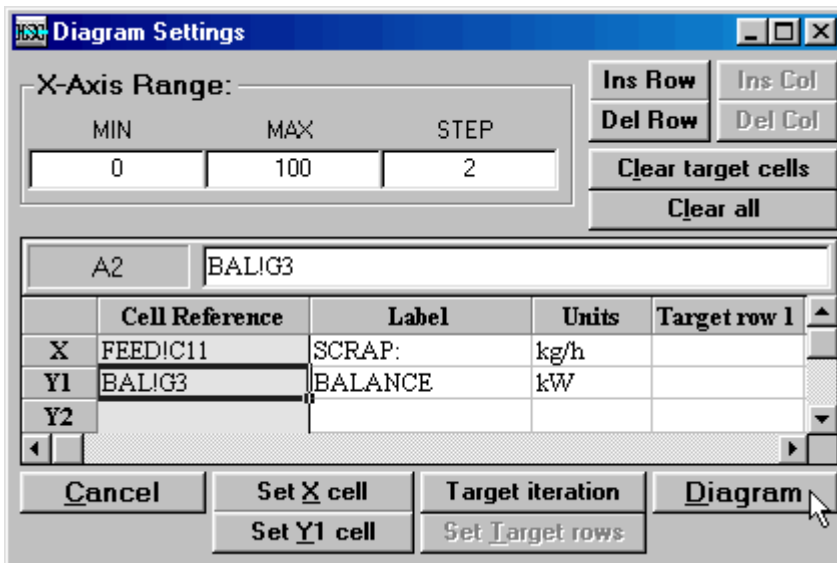 HSC Diagram Settings
X-Axis Range:
MIN MAX STEP
0 100 2
Ins Row Ins Col
Del Row Del Col
Clear target cells
Clear all
A2 BAL!G3
Cell Reference Label Units Target row 1
X FEED!C11 SCRAP: kg/h
Y1 BAL!G3 BALANCE kW
Y2
Cancel Set X cell Target iteration Diagram
Set Y1 cell Set Target rows